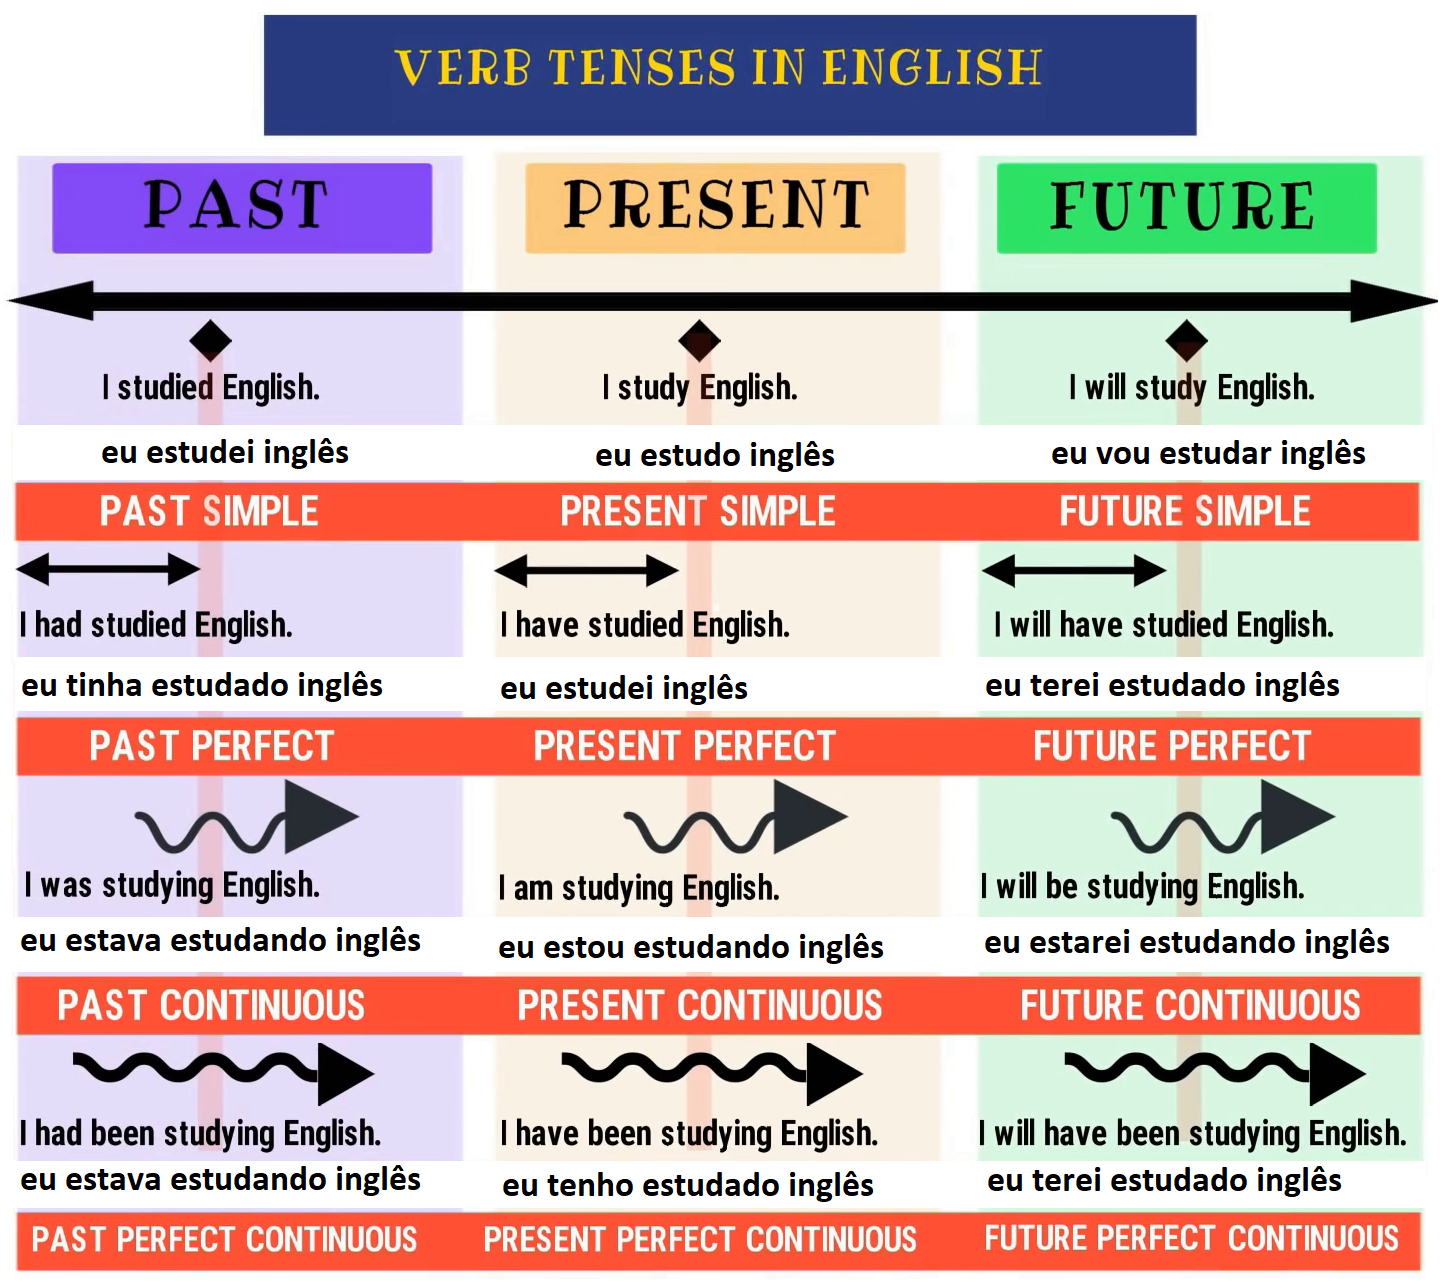 VERB TENSES IN ENGLISH
PAST
PRESENT
FUTURE
I studied English.
I study English.
I will study English.
eu estudei inglês
eu estudo inglês
eu vou estudar inglês
PAST SIMPLE
PRESENT SIMPLE
FUTURE SIMPLE
I had studied English.
I have studied English.
I will have studied English.
eu tinha estudado inglês
eu estudei inglês
eu terei estudado inglês
PAST PERFECT
PRESENT PERFECT
FUTURE PERFECT
I was studying English.
I am studying English.
I will be studying English.
eu estava estudando inglês
eu estou estudando inglês
eu estarei estudando inglês
PAST CONTINUOUS
PRESENT CONTINUOUS
FUTURE CONTINUOUS
I had been studying English.
I have been studying English.
I will have been studying English.
eu estava estudando inglês
eu tenho estudado inglês
eu terei estudado inglês
PAST PERFECT CONTINUOUS
PRESENT PERFECT CONTINUOUS
FUTURE PERFECT CONTINUOUS